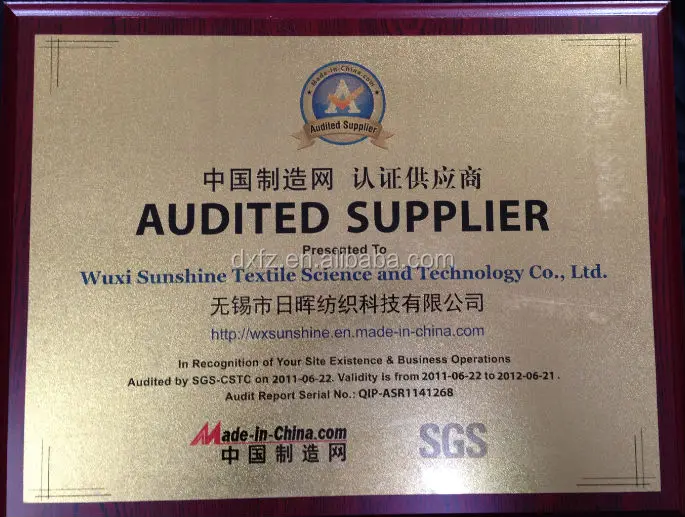 Made-in-China.com
Audited Supplier
中国制造网 认证供应商
AUDITED SUPPLIER
Presented To
dxfz.en.alibaba.com
Wuxi Sunshine Textile Science and Technology Co., Ltd.
无锡市日晖纺织科技有限公司
http://wxsunshine.en.made-in-china.com
In Recognition of Your Site Existence & Business Operations
Audited by SGS-CSTC on 2011-06-22. Validity is from 2011-06-22 to 2012-06-21 .
Audit Report Serial No.: QIP-ASR1141268
Made-in-China.com
中国制造网
SGS